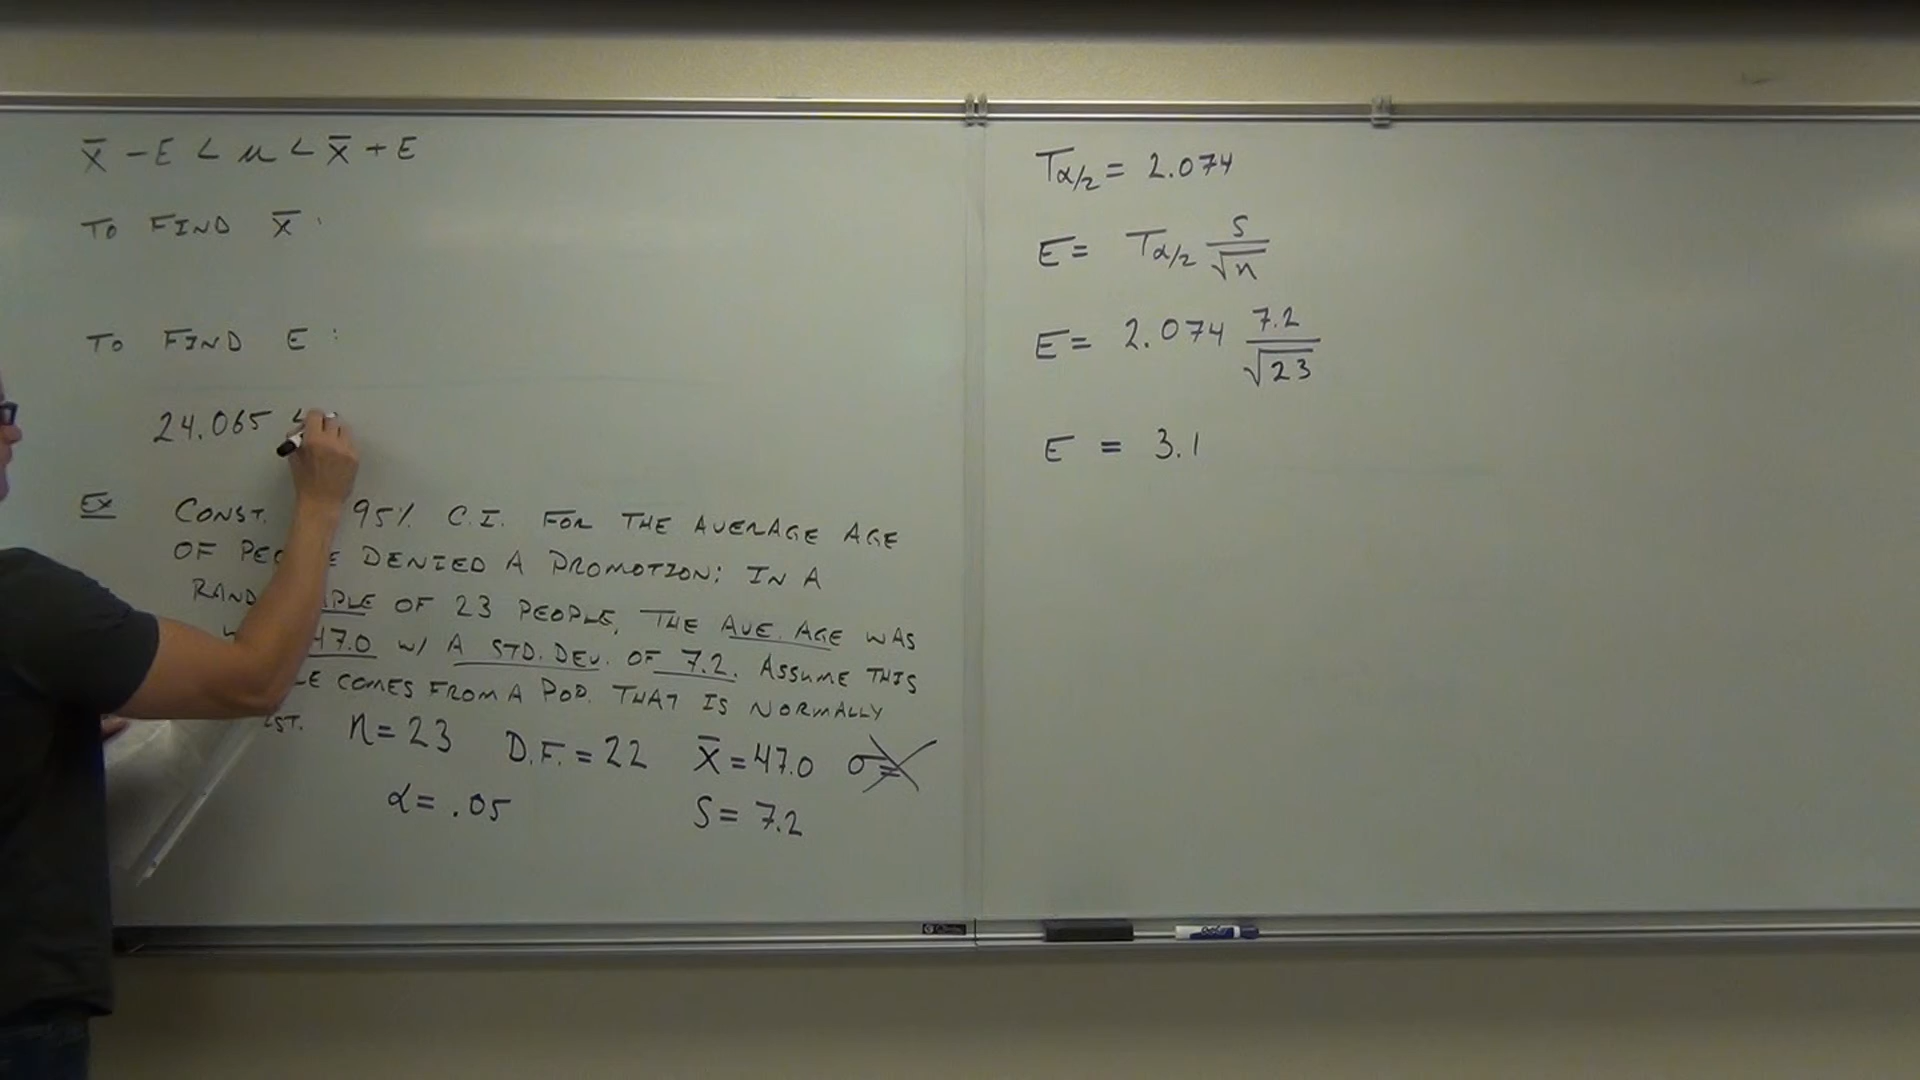 X̄ - E < μ < X̄ + E
TO FIND X̄ :
TO FIND E :
24.065 <
EX CONST. 95% C.I. FOR THE AVERAGE AGE
OF PEOPLE DENIED A PROMOTION: IN A
RAND OF 23 PEOPLE, THE AVE. AGE WAS
47.0 W/ A STD. DEV. OF 7.2. ASSUME THIS
COMES FROM A POP. THAT IS NORMALLY
n = 23 D.F. = 22 X̄ = 47.0 σ =
α = .05 S = 7.2
Tα/2 = 2.074
E = Tα/2 S/√n
E = 2.074 7.2/√23
E = 3.1